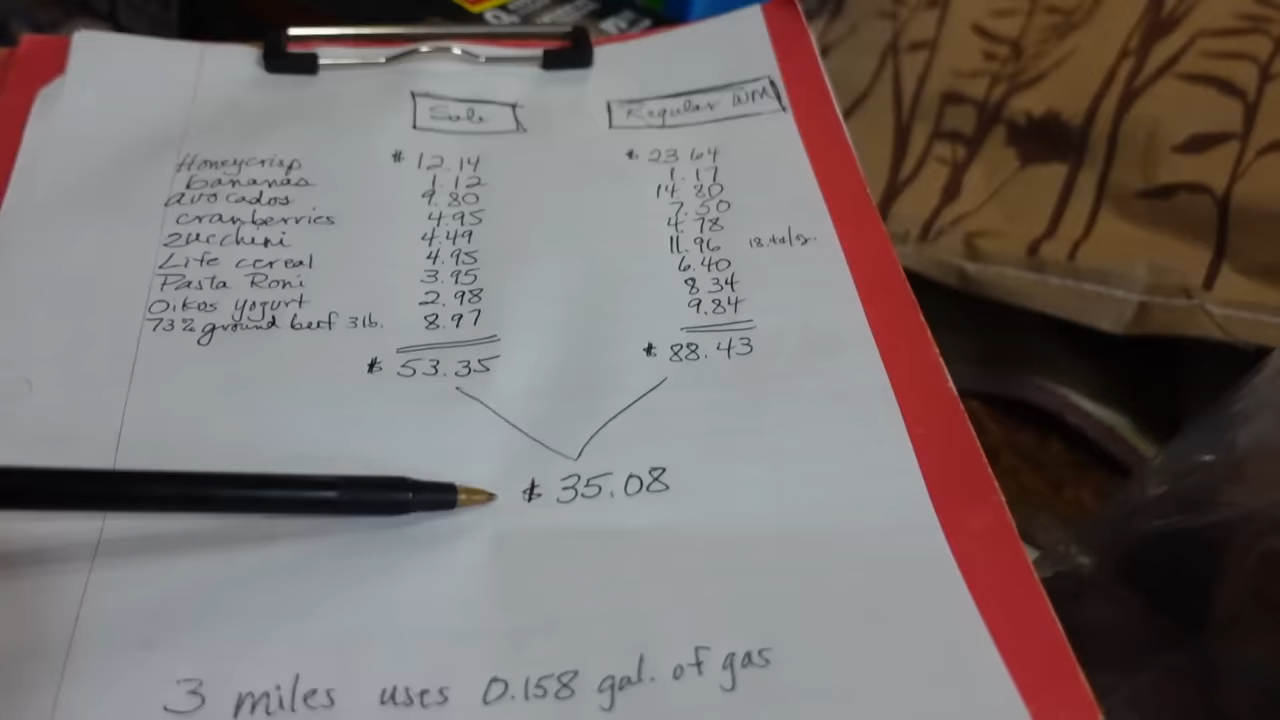 Sale Regular WM
Honeycrisp $ 12.14 $ 23.64
bananas 1.12 1.17
avocados 9.80 14.80
cranberries 4.95 7.50
zucchini 4.49 4.78
Life cereal 4.95 11.96
Pasta Roni 3.95 6.40
Oikos yogurt 2.98 8.34
73% ground beef 3lb. 8.97 9.84
$ 53.35 $ 88.43
$ 35.08
3 miles uses 0.158 gal. of gas